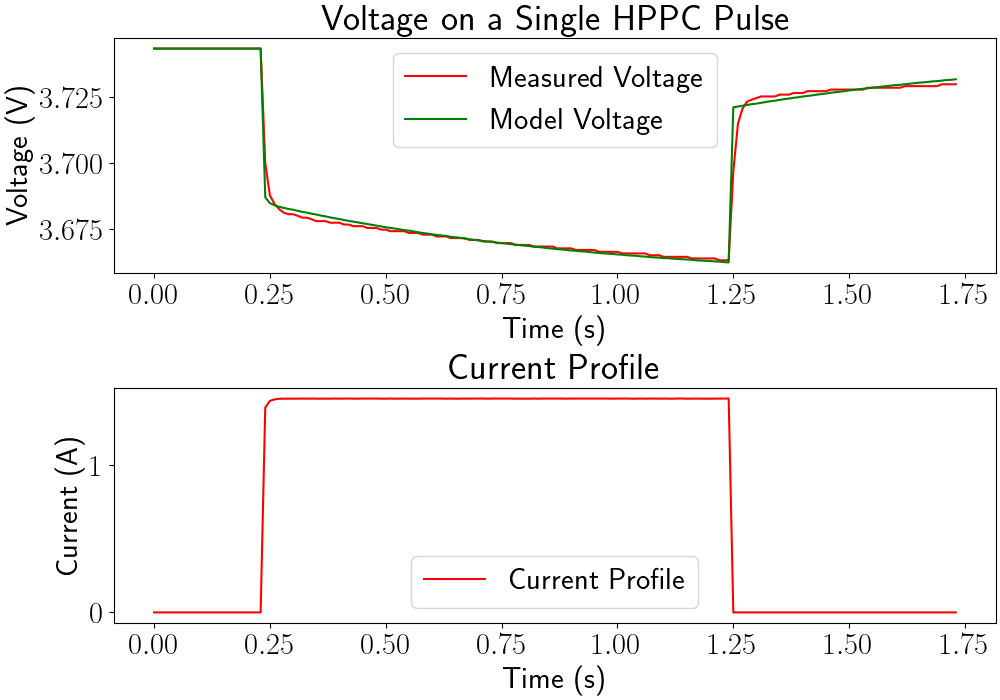 Voltage on a Single HPPC Pulse
Measured Voltage
Model Voltage
Voltage (V)
3.725
3.700
3.675
0.00 0.25 0.50 0.75 1.00 1.25 1.50 1.75
Time (s)
Current Profile
Current (A)
1
0
Current Profile
0.00 0.25 0.50 0.75 1.00 1.25 1.50 1.75
Time (s)